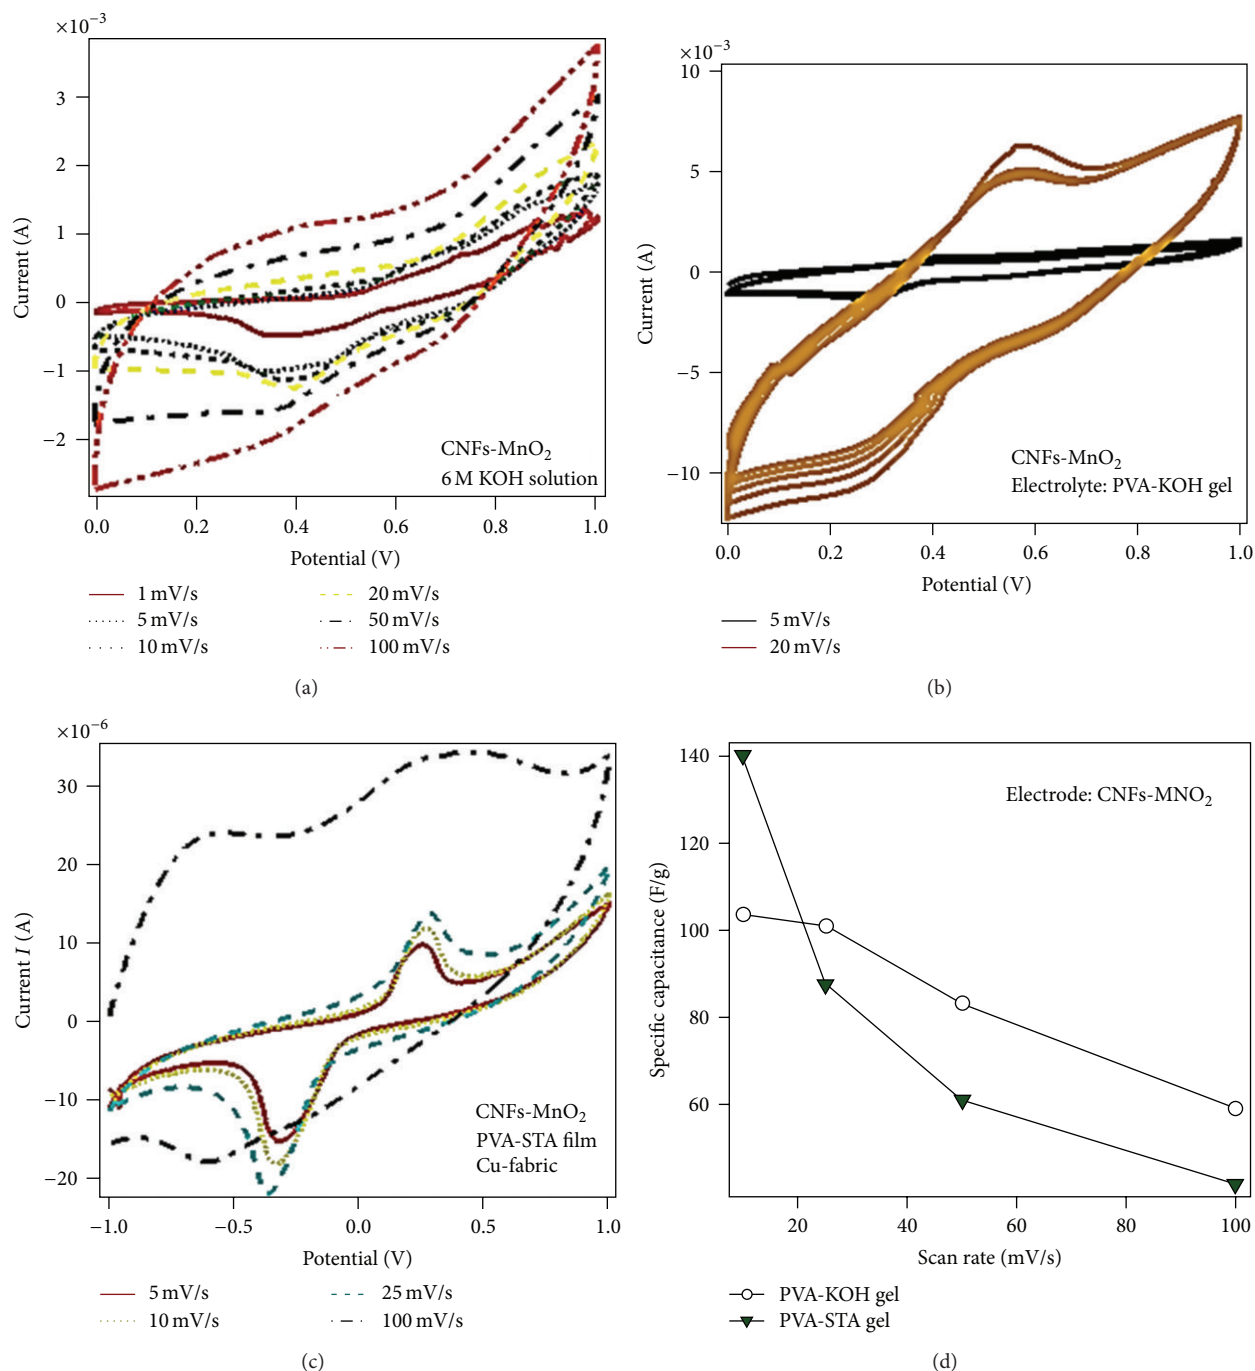 ×10⁻³
3
2
1
0
−1
−2
Current (A)
CNFs-MnO₂
6 M KOH solution
0.0 0.2 0.4 0.6 0.8 1.0
Potential (V)
1 mV/s
5 mV/s
10 mV/s
20 mV/s
50 mV/s
100 mV/s
(a)
×10⁻³
10
5
0
−5
−10
Current (A)
CNFs-MnO₂
Electrolyte: PVA-KOH gel
0.0 0.2 0.4 0.6 0.8 1.0
Potential (V)
5 mV/s
20 mV/s
(b)
×10⁻⁶
30
20
10
0
−10
−20
Current I (A)
CNFs-MnO₂
PVA-STA film
Cu-fabric
−1.0 −0.5 0.0 0.5 1.0
Potential (V)
5 mV/s
10 mV/s
25 mV/s
100 mV/s
(c)
140
120
100
80
60
Specific capacitance (F/g)
Electrode: CNFs-MNO₂
20 40 60 80 100
Scan rate (mV/s)
PVA-KOH gel
PVA-STA gel
(d)